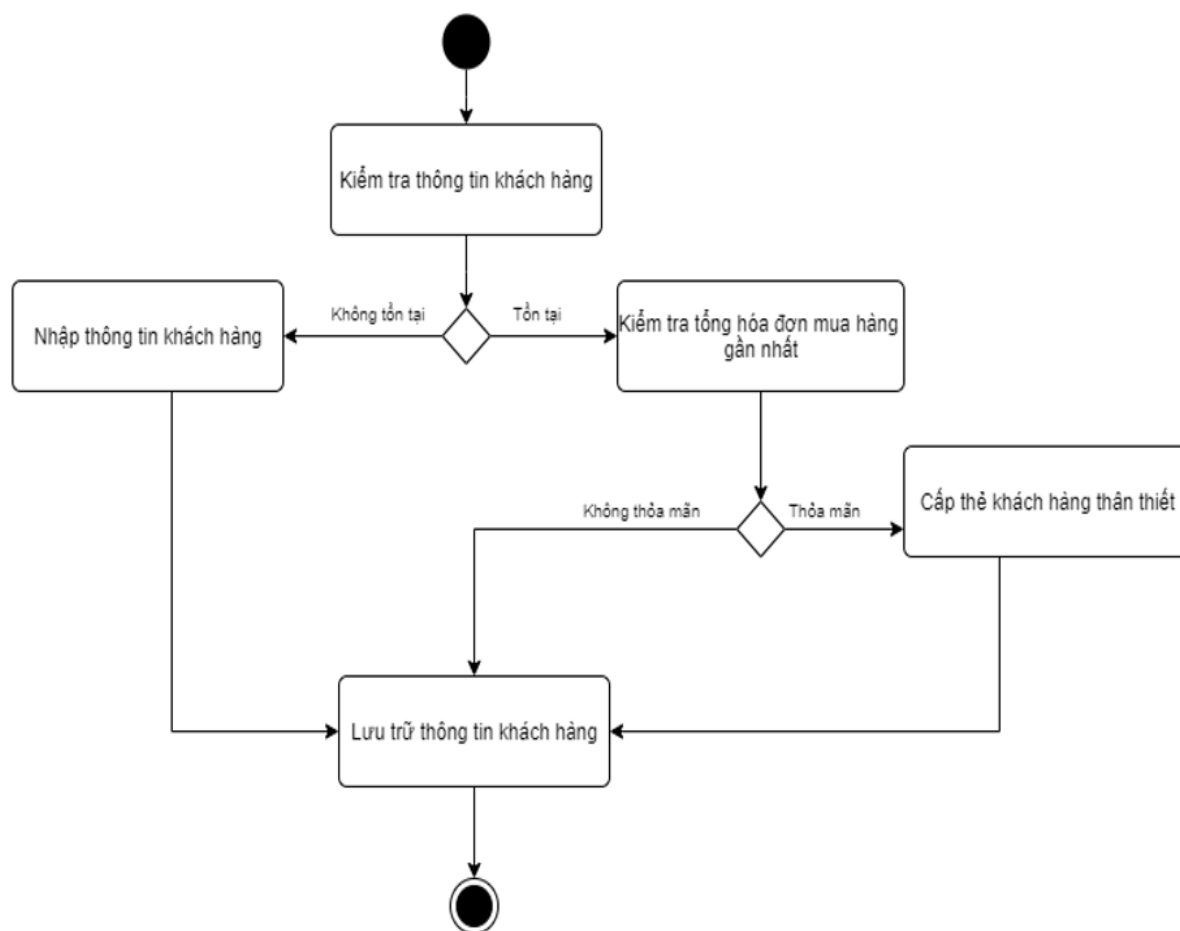 Kiểm tra thông tin khách hàng
Không tồn tại
Tồn tại
Nhập thông tin khách hàng
Kiểm tra tổng hóa đơn mua hàng
gần nhất
Không thỏa mãn
Thỏa mãn
Cấp thẻ khách hàng thân thiết
Lưu trữ thông tin khách hàng